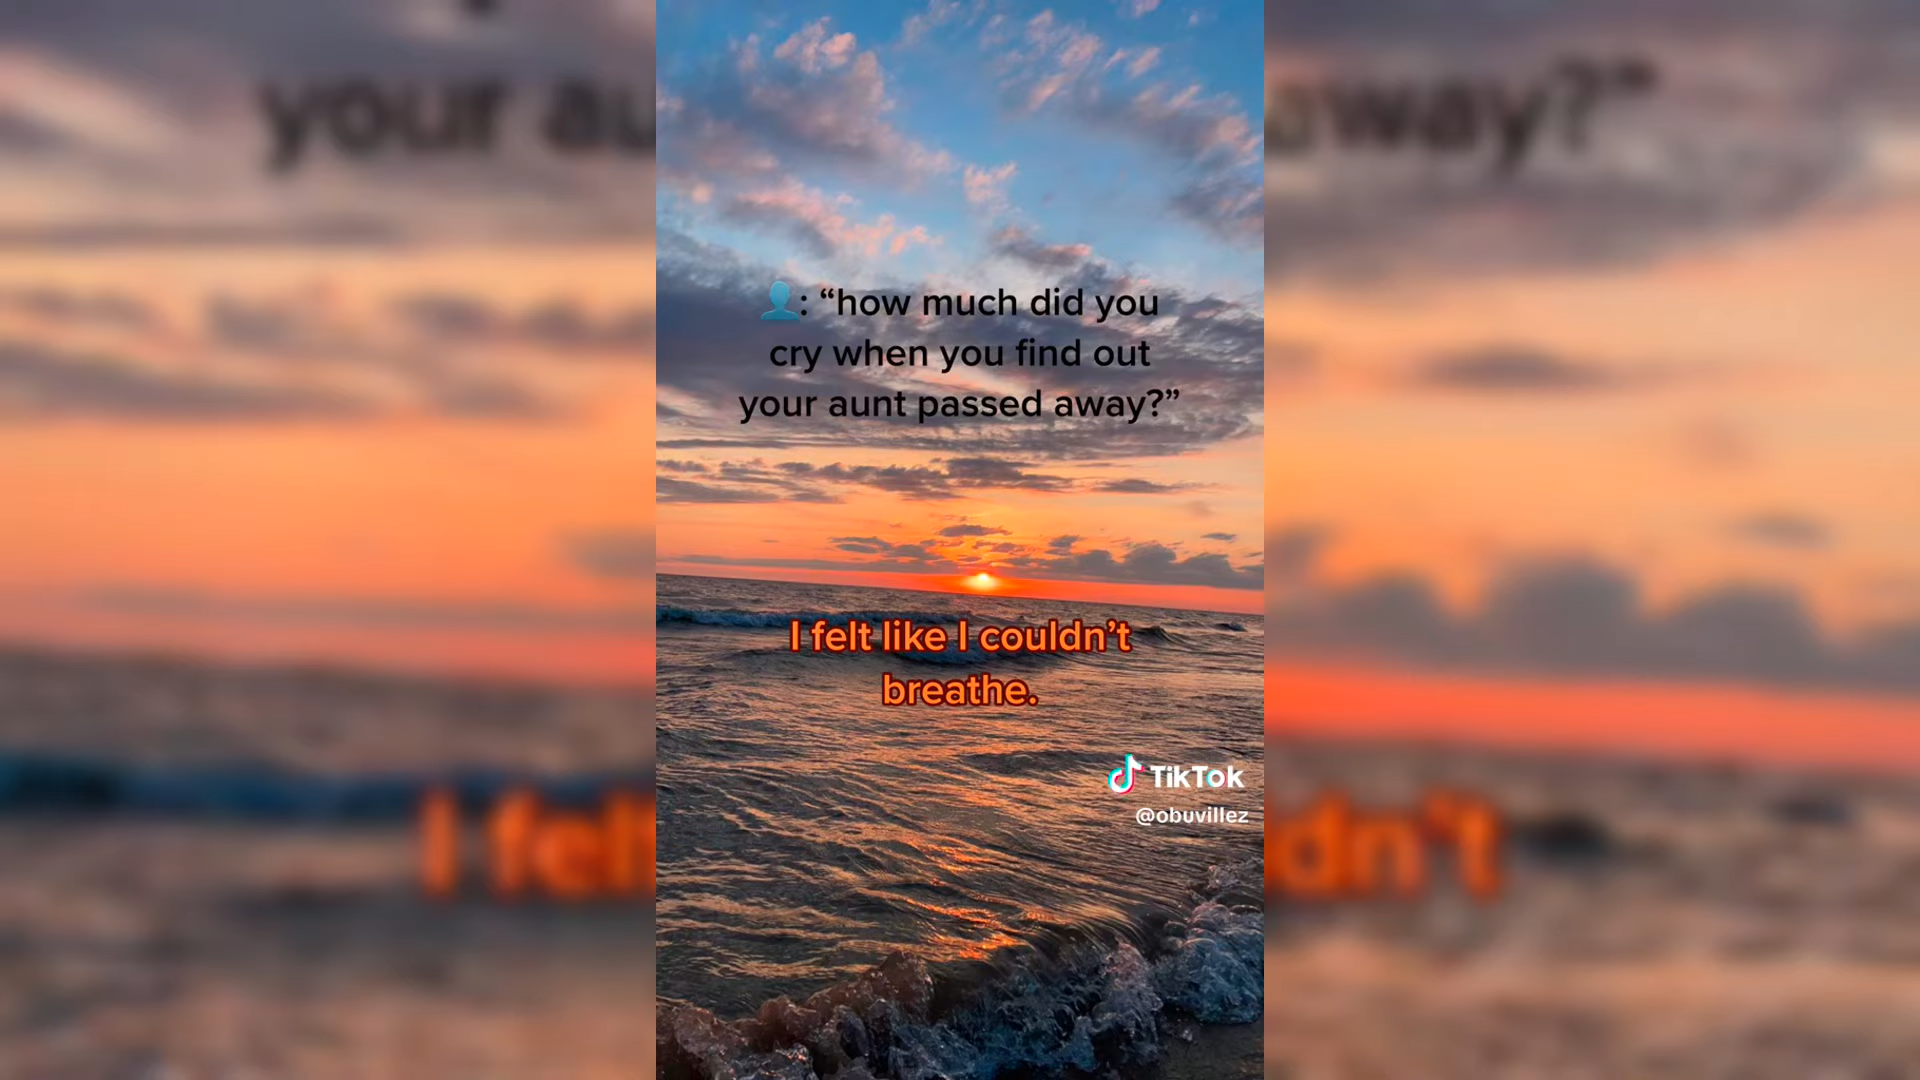 👤: “how much did you
cry when you find out
your aunt passed away?”
I felt like I couldn’t
breathe.
TikTok
@obuvillez